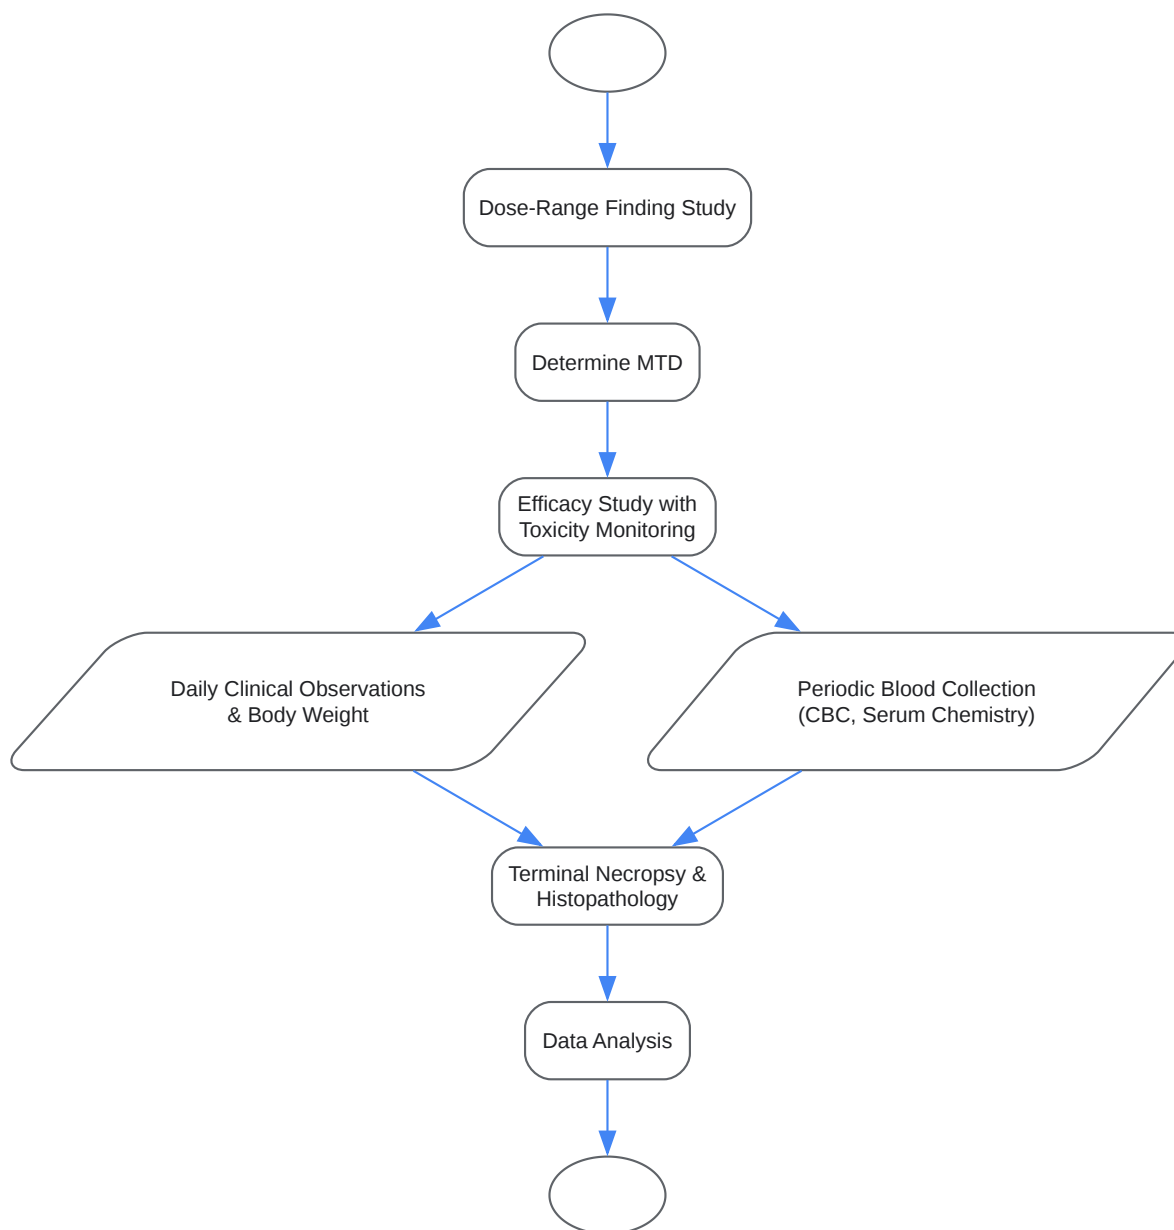 Dose-Range Finding Study
Determine MTD
Efficacy Study with
Toxicity Monitoring
Daily Clinical Observations
& Body Weight
Periodic Blood Collection
(CBC, Serum Chemistry)
Terminal Necropsy &
Histopathology
Data Analysis